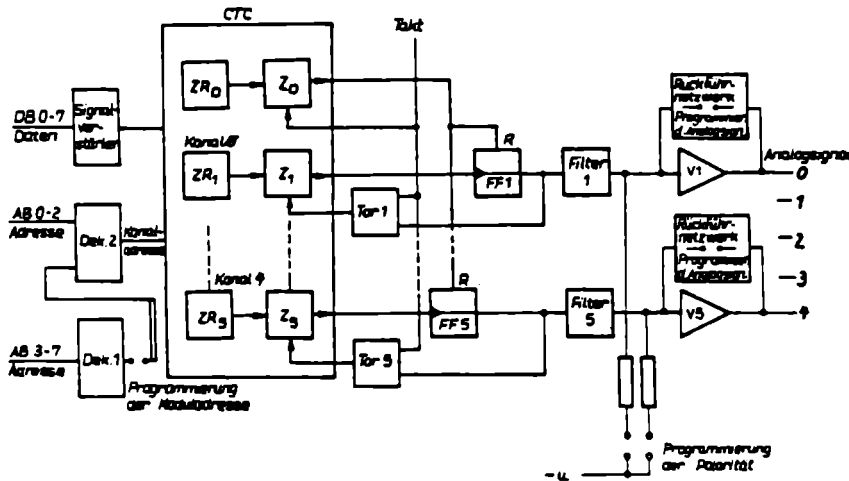 CTC
Takt
DB 0-7
Daten
Signal-
ver-
stärker
ZR0
Z0
R
FF1
Filter
1
Rückführ-
netzwerk
Programmier.
V1
Analogsignal
0
1
2
3
4
Kanal 0
ZR1
Z1
Tor 1
AB 0-2
Adresse
Dek.2
Kanal-
adresse
Kanal 4
ZR5
Z5
R
FF5
Filter
5
Rückführ-
netzwerk
Programmier.
V5
Tor 5
AB 3-7
Adresse
Dek.1
Programmierung
der Moduladresse
-u
Programmierung
der Polarität